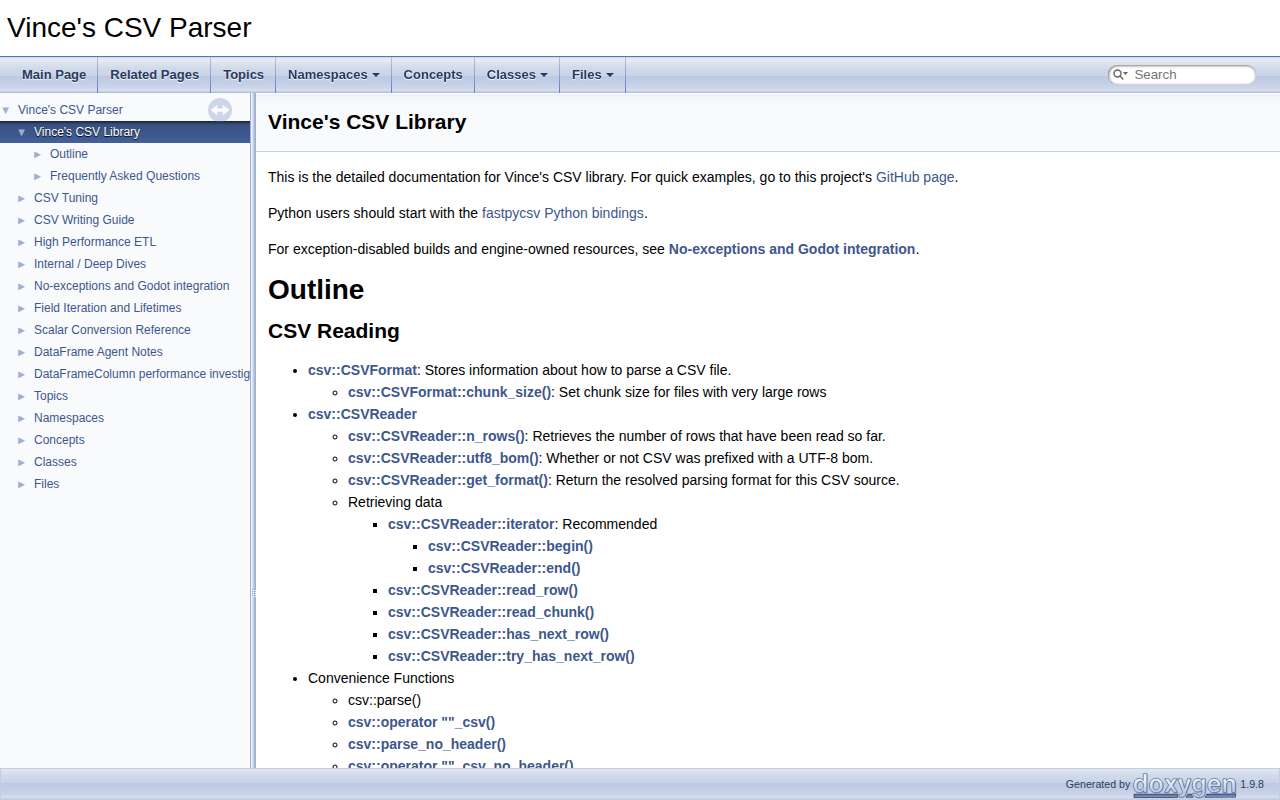 Vince's CSV Parser
Main Page
Related Pages
Topics
Namespaces
Concepts
Classes
Files
Search
Vince's CSV Parser
Vince's CSV Library
Outline
Frequently Asked Questions
CSV Tuning
CSV Writing Guide
High Performance ETL
Internal / Deep Dives
No-exceptions and Godot integration
Field Iteration and Lifetimes
Scalar Conversion Reference
DataFrame Agent Notes
DataFrameColumn performance investig
Topics
Namespaces
Concepts
Classes
Files
Vince's CSV Library
This is the detailed documentation for Vince's CSV library. For quick examples, go to this project's GitHub page.
Python users should start with the fastpycsv Python bindings.
For exception-disabled builds and engine-owned resources, see No-exceptions and Godot integration.
Outline
CSV Reading
csv::CSVFormat: Stores information about how to parse a CSV file.
csv::CSVFormat::chunk_size(): Set chunk size for files with very large rows
csv::CSVReader
csv::CSVReader::n_rows(): Retrieves the number of rows that have been read so far.
csv::CSVReader::utf8_bom(): Whether or not CSV was prefixed with a UTF-8 bom.
csv::CSVReader::get_format(): Return the resolved parsing format for this CSV source.
Retrieving data
csv::CSVReader::iterator: Recommended
csv::CSVReader::begin()
csv::CSVReader::end()
csv::CSVReader::read_row()
csv::CSVReader::read_chunk()
csv::CSVReader::has_next_row()
csv::CSVReader::try_has_next_row()
Convenience Functions
csv::parse()
csv::operator ""_csv()
csv::parse_no_header()
csv::operator ""_csv_no_header()
Generated by doxygen 1.9.8